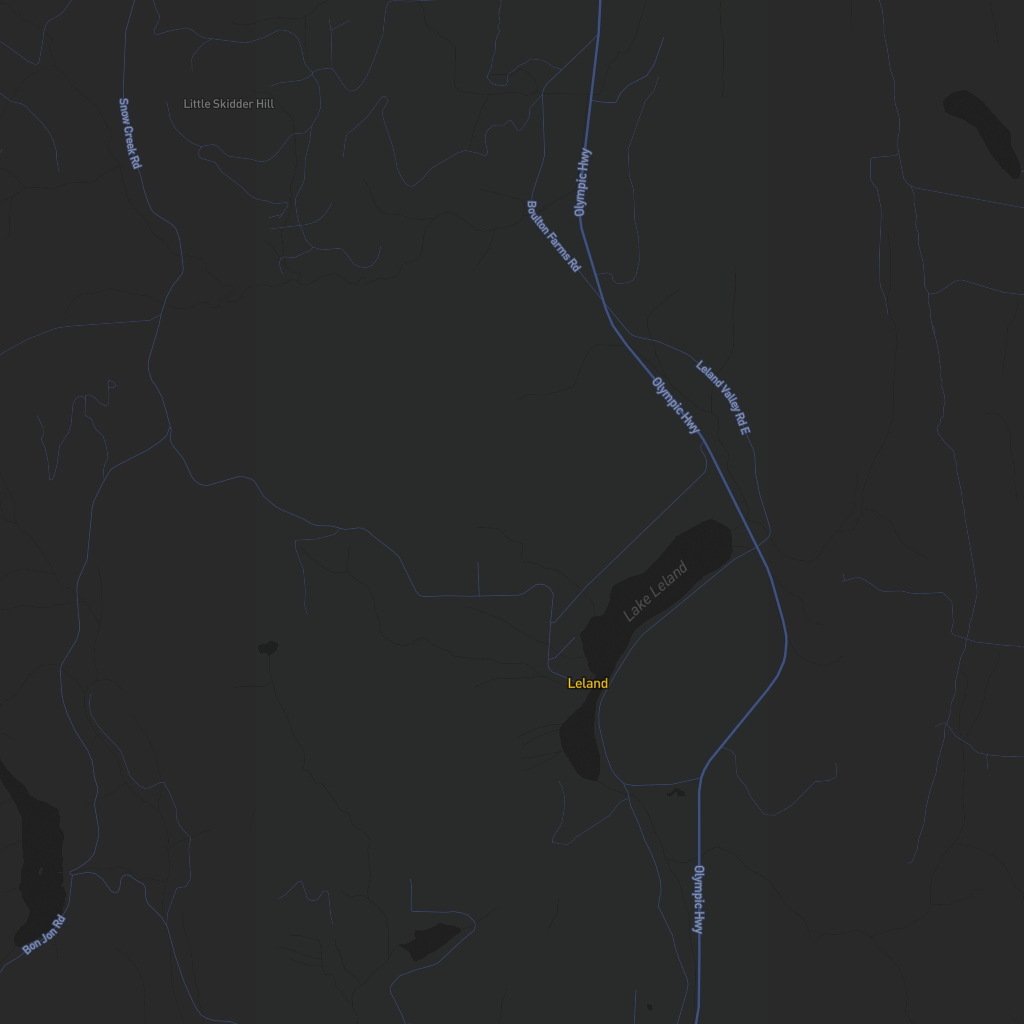 Little Skidder Hill
Snow Creek Rd
Olympic Hwy
Boulton Farms Rd
Leland Valley Rd E
Olympic Hwy
Lake Leland
Leland
Olympic Hwy
Bon Jon Rd